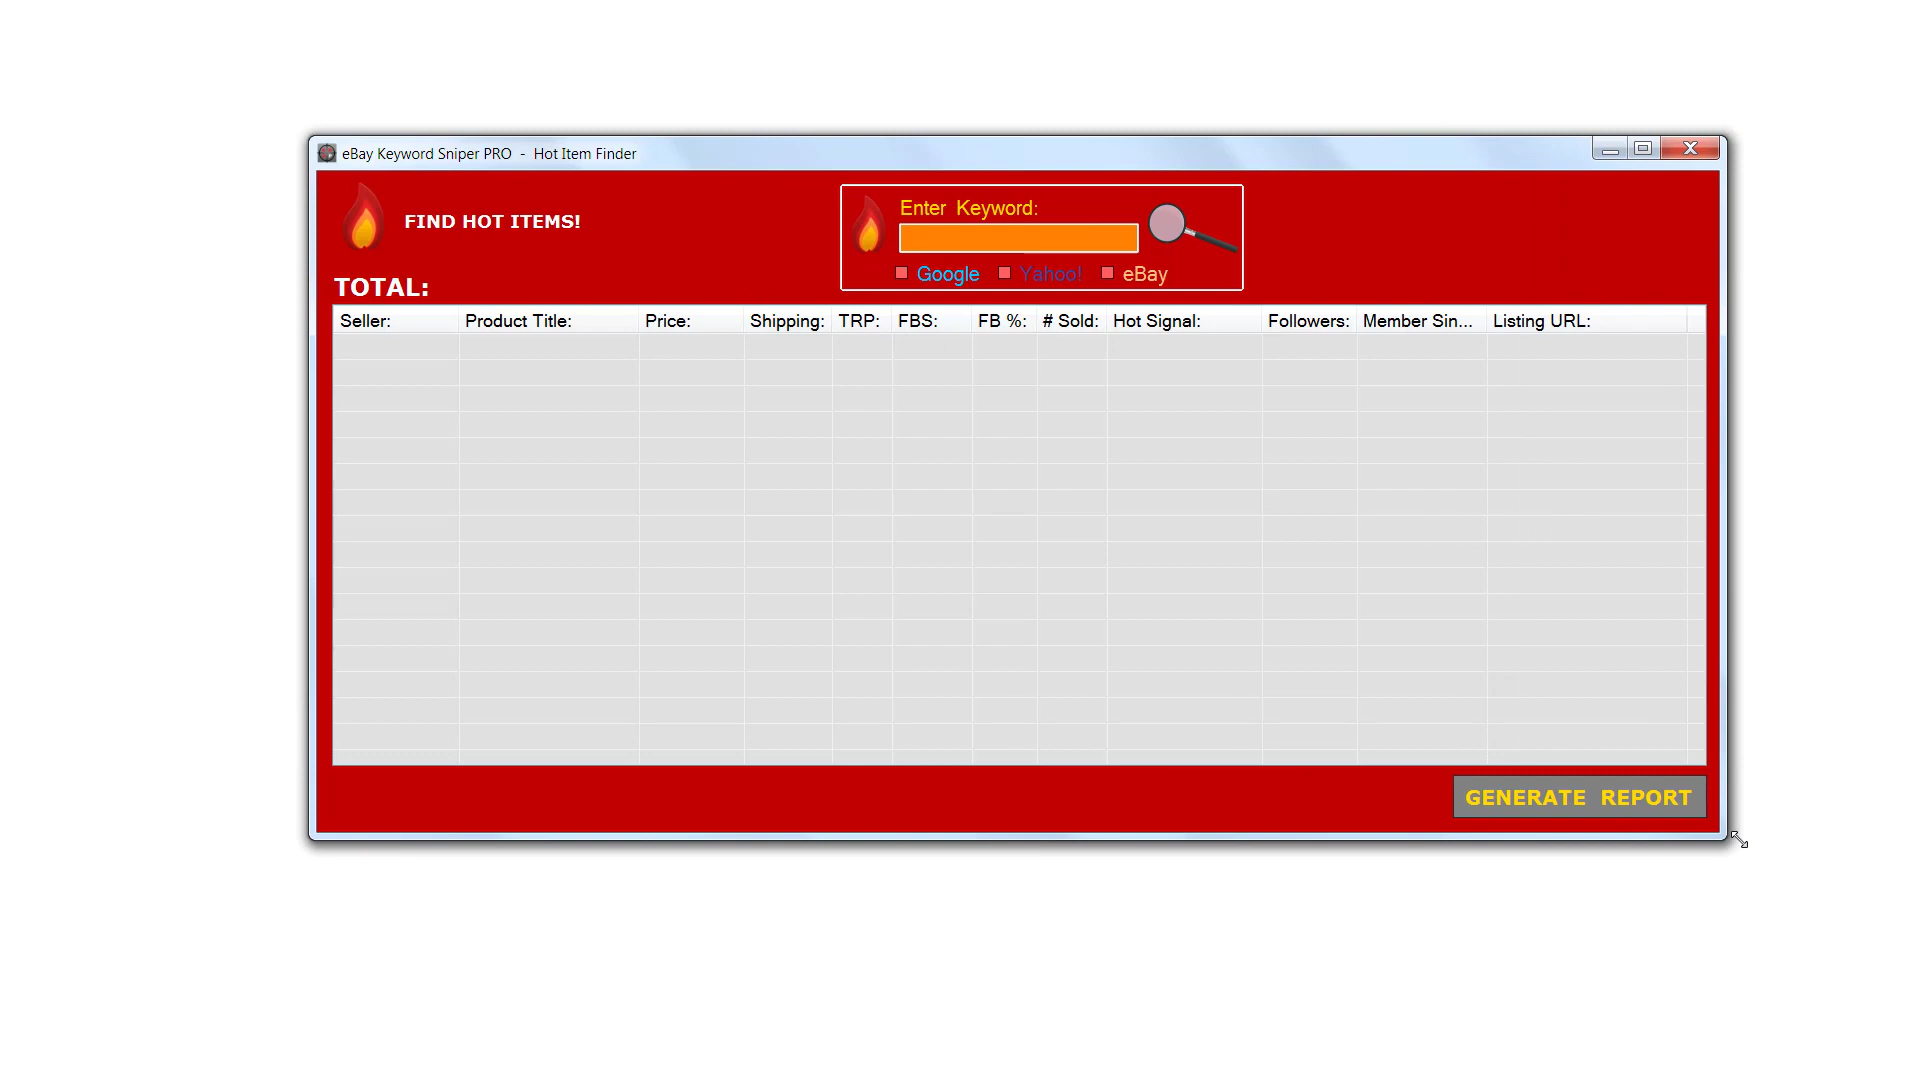 eBay Keyword Sniper PRO - Hot Item Finder
FIND HOT ITEMS!
Enter Keyword:
Google Yahoo! eBay
TOTAL:
Seller: Product Title: Price: Shipping: TRP: FBS: FB %: # Sold: Hot Signal: Followers: Member Sin... Listing URL:
GENERATE REPORT